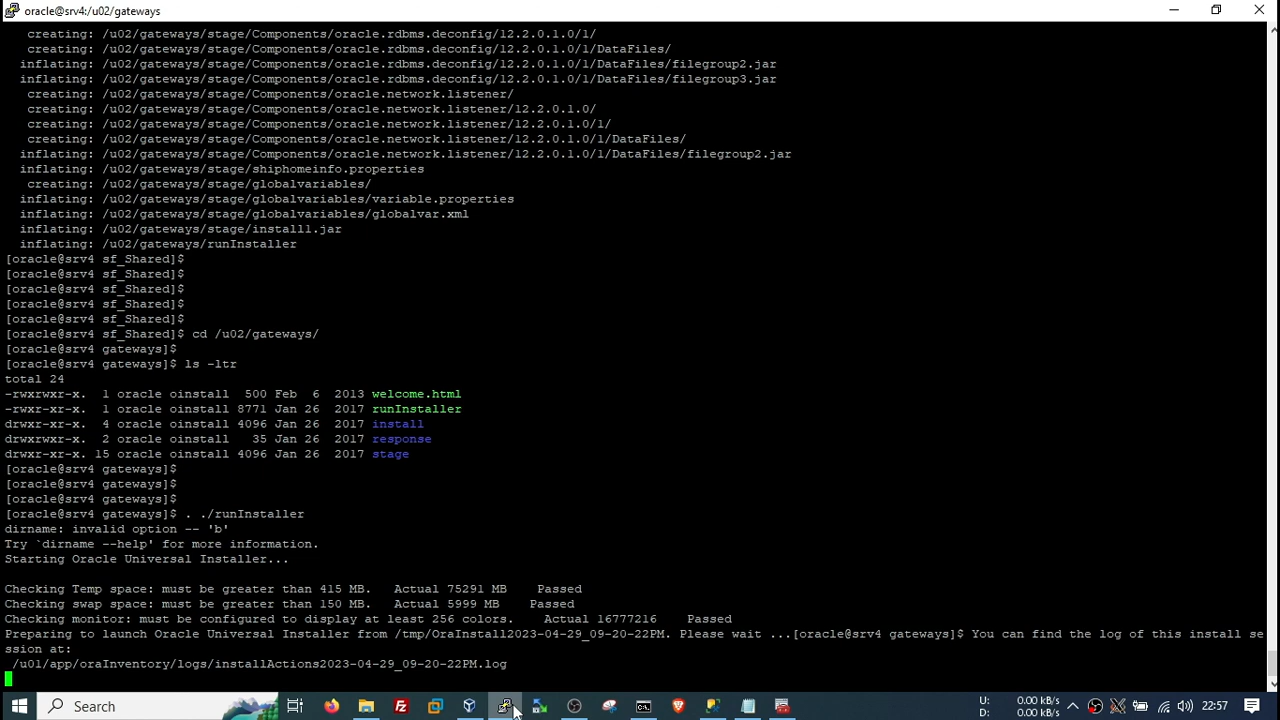 oracle@srv4:/u02/gateways
creating: /u02/gateways/stage/Components/oracle.rdbms.deconfig/12.2.0.1.0/1/
creating: /u02/gateways/stage/Components/oracle.rdbms.deconfig/12.2.0.1.0/1/DataFiles/
inflating: /u02/gateways/stage/Components/oracle.rdbms.deconfig/12.2.0.1.0/1/DataFiles/filegroup2.jar
inflating: /u02/gateways/stage/Components/oracle.rdbms.deconfig/12.2.0.1.0/1/DataFiles/filegroup3.jar
creating: /u02/gateways/stage/Components/oracle.network.listener/
creating: /u02/gateways/stage/Components/oracle.network.listener/12.2.0.1.0/
creating: /u02/gateways/stage/Components/oracle.network.listener/12.2.0.1.0/1/
creating: /u02/gateways/stage/Components/oracle.network.listener/12.2.0.1.0/1/DataFiles/
inflating: /u02/gateways/stage/Components/oracle.network.listener/12.2.0.1.0/1/DataFiles/filegroup2.jar
inflating: /u02/gateways/stage/shiphomeinfo.properties
creating: /u02/gateways/stage/globalvariables/
inflating: /u02/gateways/stage/globalvariables/variable.properties
inflating: /u02/gateways/stage/globalvariables/globalvar.xml
inflating: /u02/gateways/stage/install1.jar
inflating: /u02/gateways/runInstaller
[oracle@srv4 sf_Shared]$
[oracle@srv4 sf_Shared]$
[oracle@srv4 sf_Shared]$
[oracle@srv4 sf_Shared]$
[oracle@srv4 sf_Shared]$
[oracle@srv4 sf_Shared]$ cd /u02/gateways/
[oracle@srv4 gateways]$
[oracle@srv4 gateways]$ ls -ltr
total 24
-rwxrwxr-x. 1 oracle oinstall 500 Feb 6 2013 welcome.html
-rwxr-xr-x. 1 oracle oinstall 8771 Jan 26 2017 runInstaller
drwxr-xr-x. 4 oracle oinstall 4096 Jan 26 2017 install
drwxrwxr-x. 2 oracle oinstall 35 Jan 26 2017 response
drwxr-xr-x. 15 oracle oinstall 4096 Jan 26 2017 stage
[oracle@srv4 gateways]$
[oracle@srv4 gateways]$
[oracle@srv4 gateways]$
[oracle@srv4 gateways]$ . ./runInstaller
dirname: invalid option -- 'b'
Try `dirname --help' for more information.
Starting Oracle Universal Installer...
Checking Temp space: must be greater than 415 MB. Actual 75291 MB Passed
Checking swap space: must be greater than 150 MB. Actual 5999 MB Passed
Checking monitor: must be configured to display at least 256 colors. Actual 16777216 Passed
Preparing to launch Oracle Universal Installer from /tmp/OraInstall2023-04-29_09-20-22PM. Please wait ...[oracle@srv4 gateways]$ You can find the log of this install se
ssion at:
/u01/app/oraInventory/logs/installActions2023-04-29_09-20-22PM.log
Search
U: 0.00 kB/s
D: 0.00 kB/s
22:57